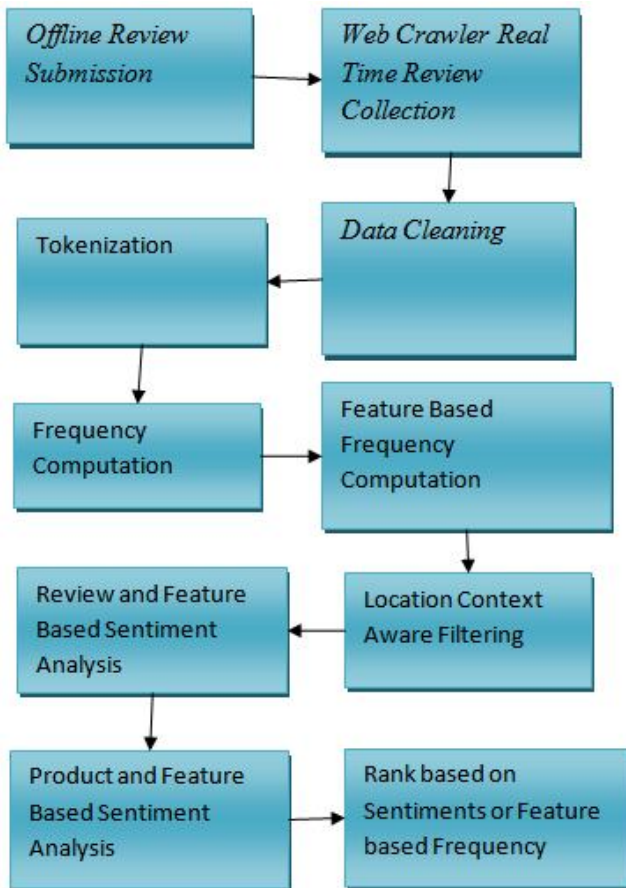 Offline Review
Submission
Web Crawler Real
Time Review
Collection
Data Cleaning
Tokenization
Frequency
Computation
Feature Based
Frequency
Computation
Location Context
Aware Filtering
Review and Feature
Based Sentiment
Analysis
Product and Feature
Based Sentiment
Analysis
Rank based on
Sentiments or Feature
based Frequency